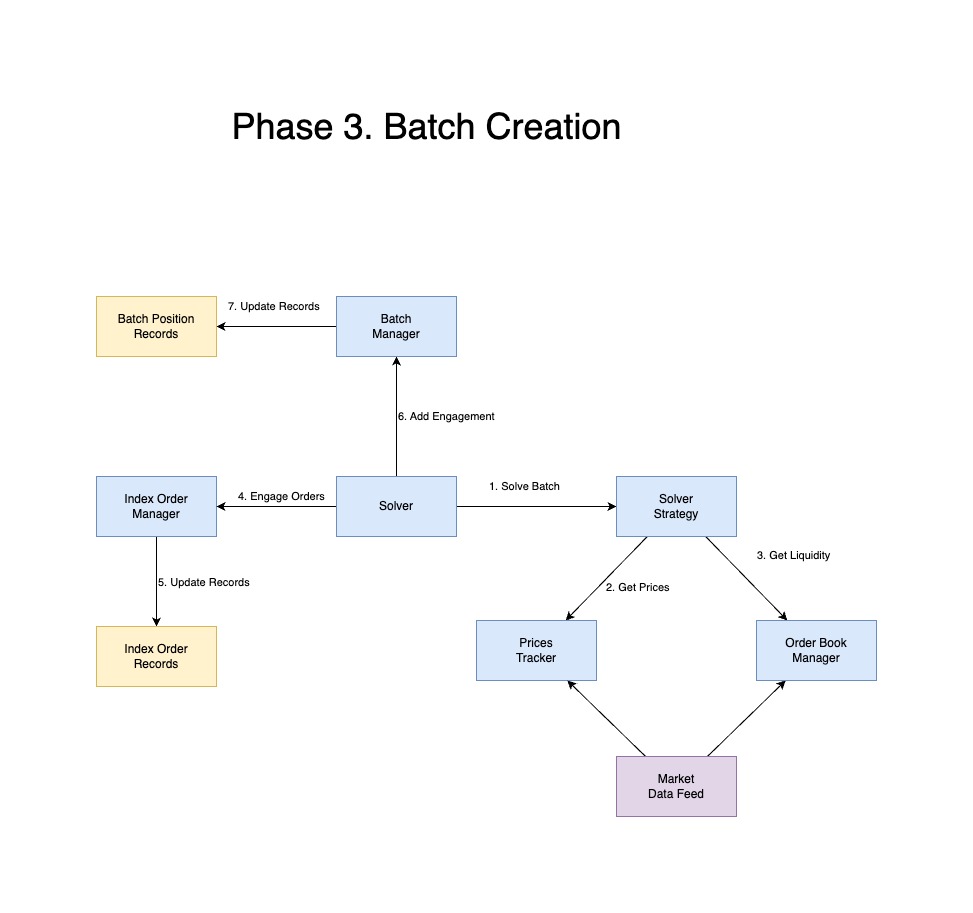 Phase 3. Batch Creation
Batch Position
Records
7. Update Records
Batch
Manager
6. Add Engagement
Index Order
Manager
4. Engage Orders
Solver
1. Solve Batch
Solver
Strategy
3. Get Liquidity
5. Update Records
2. Get Prices
Index Order
Records
Prices
Tracker
Order Book
Manager
Market
Data Feed